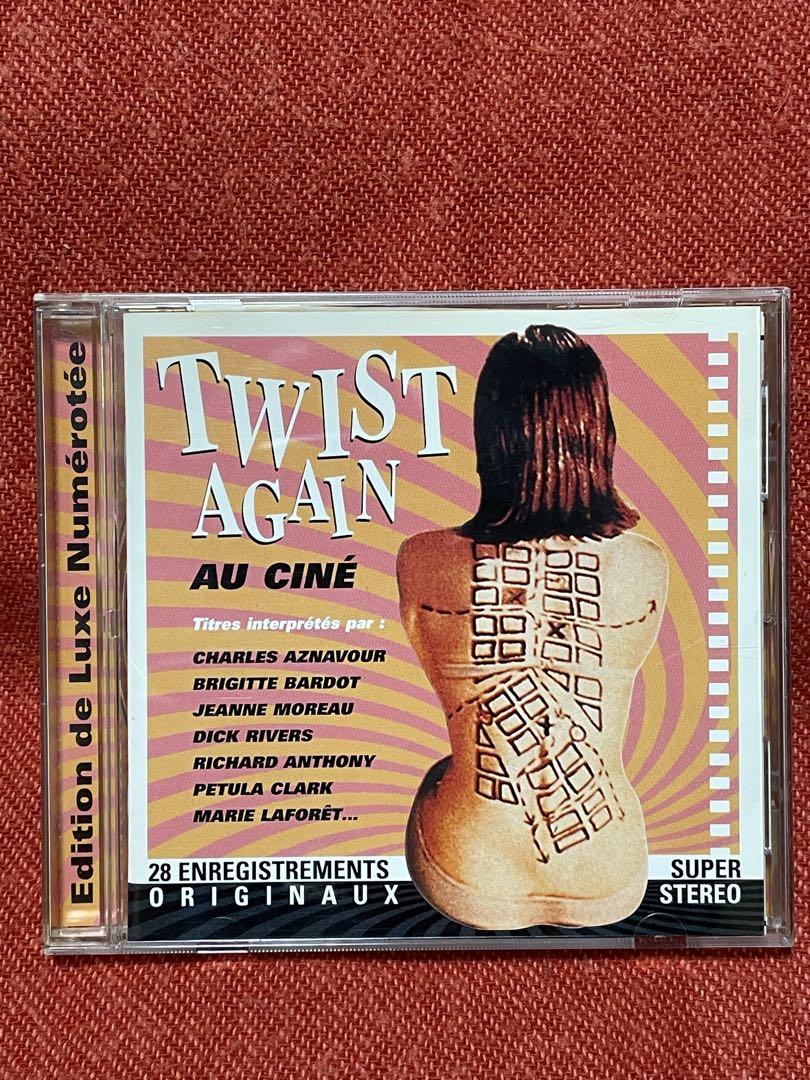 Edition de Luxe Numérotée
TWIST
AGAIN
AU CINÉ
Titres interprétés par :
CHARLES AZNAVOUR
BRIGITTE BARDOT
JEANNE MOREAU
DICK RIVERS
RICHARD ANTHONY
PETULA CLARK
MARIE LAFORÊT...
28 ENREGISTREMENTS
ORIGINAUX
SUPER
STEREO